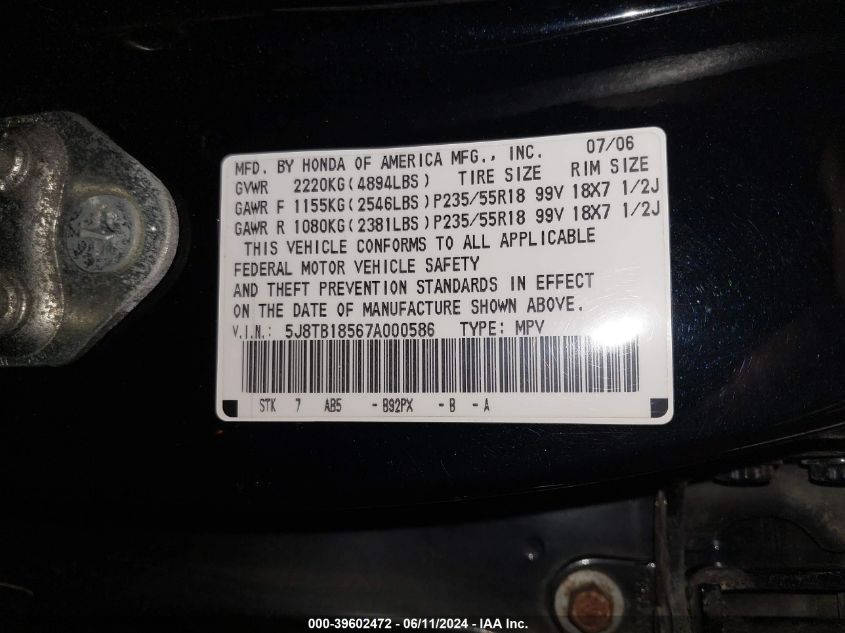 07/06
MFD. BY HONDA OF AMERICA MFG., INC.
GVWR 2220KG(4894LBS) TIRE SIZE RIM SIZE
GAWR F 1155KG(2546LBS)P235/55R18 99V 18X7 1/2J
GAWR R 1080KG(2381LBS)P235/55R18 99V 18X7 1/2J
THIS VEHICLE CONFORMS TO ALL APPLICABLE
FEDERAL MOTOR VEHICLE SAFETY
AND THEFT PREVENTION STANDARDS IN EFFECT
ON THE DATE OF MANUFACTURE SHOWN ABOVE.
V.I.N.: 5J8TB18567A000586 TYPE: MPV
STK 7 AB5 -B92PX -B -A
000-39602472 - 06/11/2024 - IAA Inc.